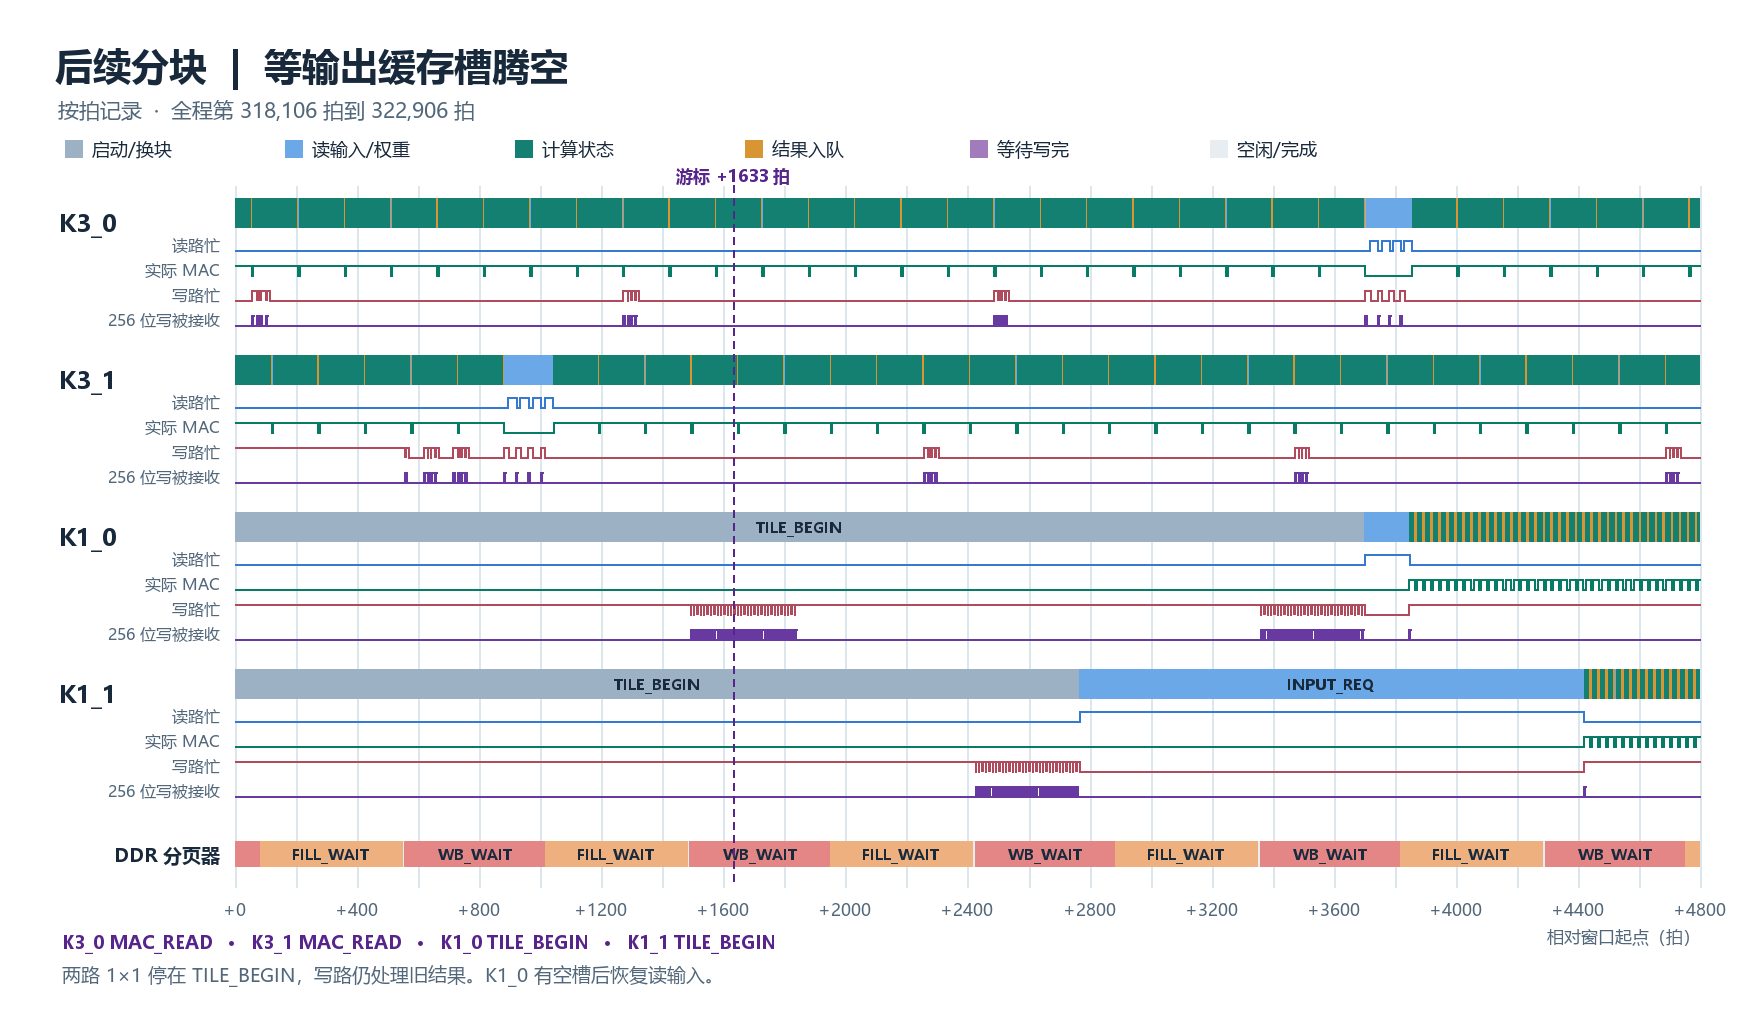 后续分块 | 等输出缓存槽腾空
按拍记录 · 全程第 318,106 拍到 322,906 拍
启动/换块 读输入/权重 计算状态 结果入队 等待写完 空闲/完成
游标 +1633 拍
K3_0
读路忙
实际 MAC
写路忙
256 位写被接收
K3_1
读路忙
实际 MAC
写路忙
256 位写被接收
K1_0 TILE_BEGIN
读路忙
实际 MAC
写路忙
256 位写被接收
K1_1 TILE_BEGIN INPUT_REQ
读路忙
实际 MAC
写路忙
256 位写被接收
DDR 分页器 FILL_WAIT WB_WAIT FILL_WAIT WB_WAIT FILL_WAIT WB_WAIT FILL_WAIT WB_WAIT FILL_WAIT WB_WAIT
+0 +400 +800 +1200 +1600 +2000 +2400 +2800 +3200 +3600 +4000 +4400 +4800
相对窗口起点（拍）
K3_0 MAC_READ • K3_1 MAC_READ • K1_0 TILE_BEGIN • K1_1 TILE_BEGIN
两路 1×1 停在 TILE_BEGIN，写路仍处理旧结果。K1_0 有空槽后恢复读输入。